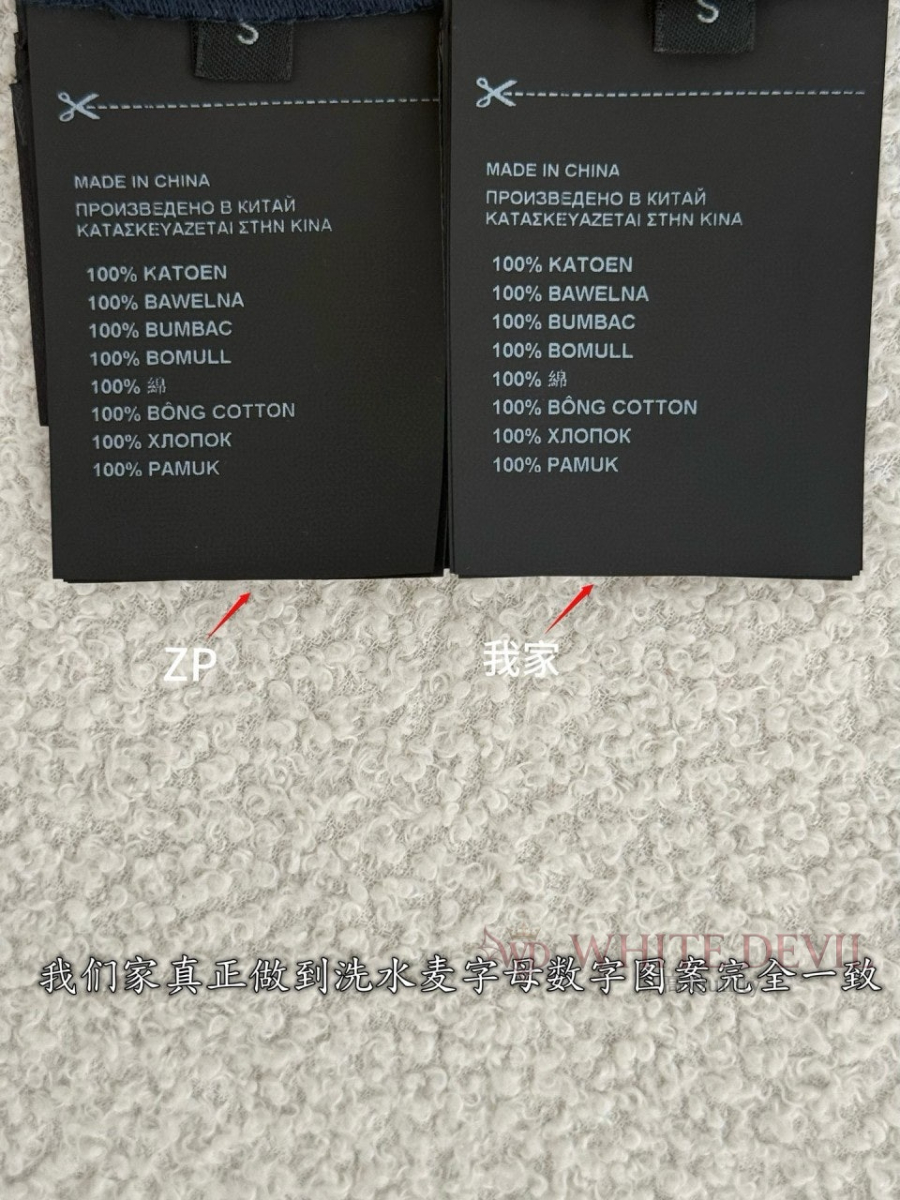 S
MADE IN CHINA
ПРОИЗВЕДЕНО В КИТАЙ
ΚΑΤΑΣΚΕΥΑΖΕΤΑΙ ΣΤΗΝ ΚΙΝΑ
100% KATOEN
100% BAWELNA
100% BUMBAC
100% BOMULL
100% 綿
100% BÔNG COTTON
100% ХЛОПОК
100% PAMUK
S
MADE IN CHINA
ПРОИЗВЕДЕНО В КИТАЙ
ΚΑΤΑΣΚΕΥΑΖΕΤΑΙ ΣΤΗΝ ΚΙΝΑ
100% KATOEN
100% BAWELNA
100% BUMBAC
100% BOMULL
100% 綿
100% BÔNG COTTON
100% ХЛОПОК
100% PAMUK
ZP
我家
WD WHITE DEVIL
我们家真正做到洗水麦字母数字图案完全一致